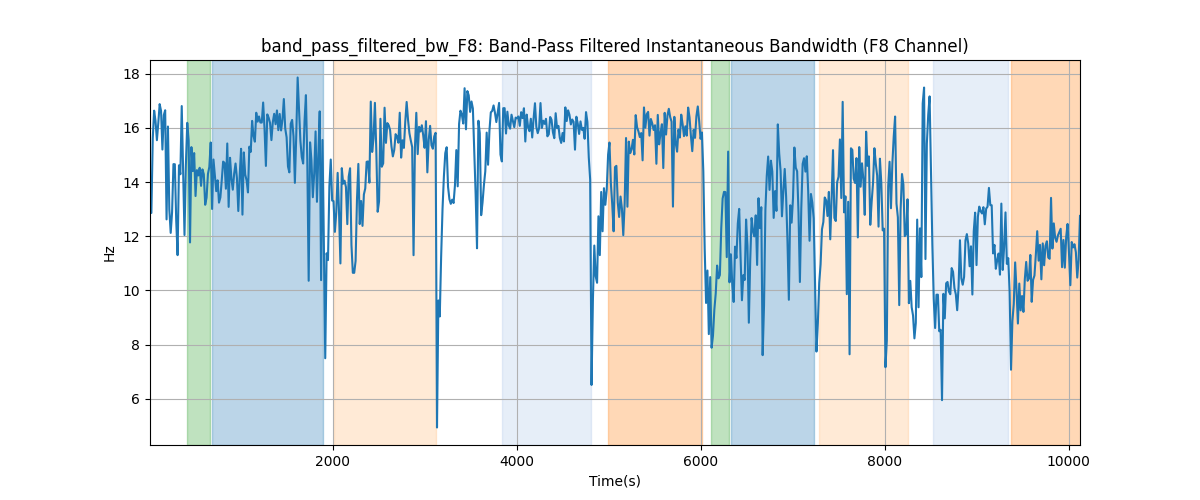 band_pass_filtered_bw_F8: Band-Pass Filtered Instantaneous Bandwidth (F8 Channel)
18
16
14
12
10
8
6
Hz
2000 4000 6000 8000 10000
Time(s)